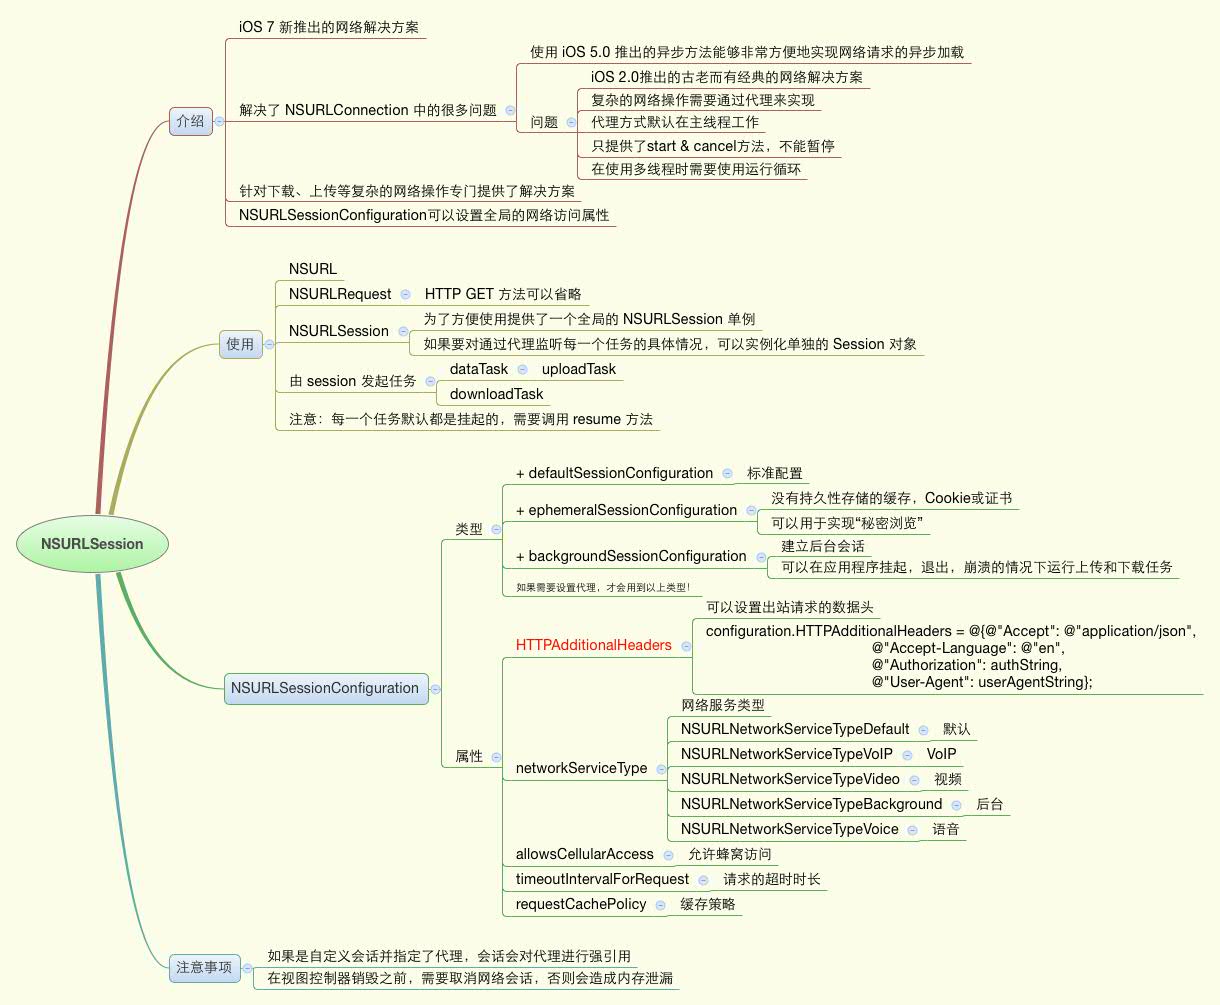 NSURLSession
介绍
iOS 7 新推出的网络解决方案
解决了 NSURLConnection 中的很多问题
使用 iOS 5.0 推出的异步方法能够非常方便地实现网络请求的异步加载
问题
iOS 2.0推出的古老而有经典的网络解决方案
复杂的网络操作需要通过代理来实现
代理方式默认在主线程工作
只提供了start & cancel方法，不能暂停
在使用多线程时需要使用运行循环
针对下载、上传等复杂的网络操作专门提供了解决方案
NSURLSessionConfiguration可以设置全局的网络访问属性
使用
NSURL
NSURLRequest
HTTP GET 方法可以省略
NSURLSession
为了方便使用提供了一个全局的 NSURLSession 单例
如果要对通过代理监听每一个任务的具体情况，可以实例化单独的 Session 对象
由 session 发起任务
dataTask
uploadTask
downloadTask
注意：每一个任务默认都是挂起的，需要调用 resume 方法
NSURLSessionConfiguration
类型
+ defaultSessionConfiguration
标准配置
+ ephemeralSessionConfiguration
没有持久性存储的缓存，Cookie或证书
可以用于实现“秘密浏览”
+ backgroundSessionConfiguration
建立后台会话
可以在应用程序挂起，退出，崩溃的情况下运行上传和下载任务
如果需要设置代理，才会用到以上类型！
属性
HTTPAdditionalHeaders
可以设置出站请求的数据头
configuration.HTTPAdditionalHeaders = @{@"Accept": @"application/json",
@"Accept-Language": @"en",
@"Authorization": authString,
@"User-Agent": userAgentString};
networkServiceType
网络服务类型
NSURLNetworkServiceTypeDefault
默认
NSURLNetworkServiceTypeVoIP
VoIP
NSURLNetworkServiceTypeVideo
视频
NSURLNetworkServiceTypeBackground
后台
NSURLNetworkServiceTypeVoice
语音
allowsCellularAccess
允许蜂窝访问
timeoutIntervalForRequest
请求的超时时长
requestCachePolicy
缓存策略
注意事项
如果是自定义会话并指定了代理，会话会对代理进行强引用
在视图控制器销毁之前，需要取消网络会话，否则会造成内存泄漏